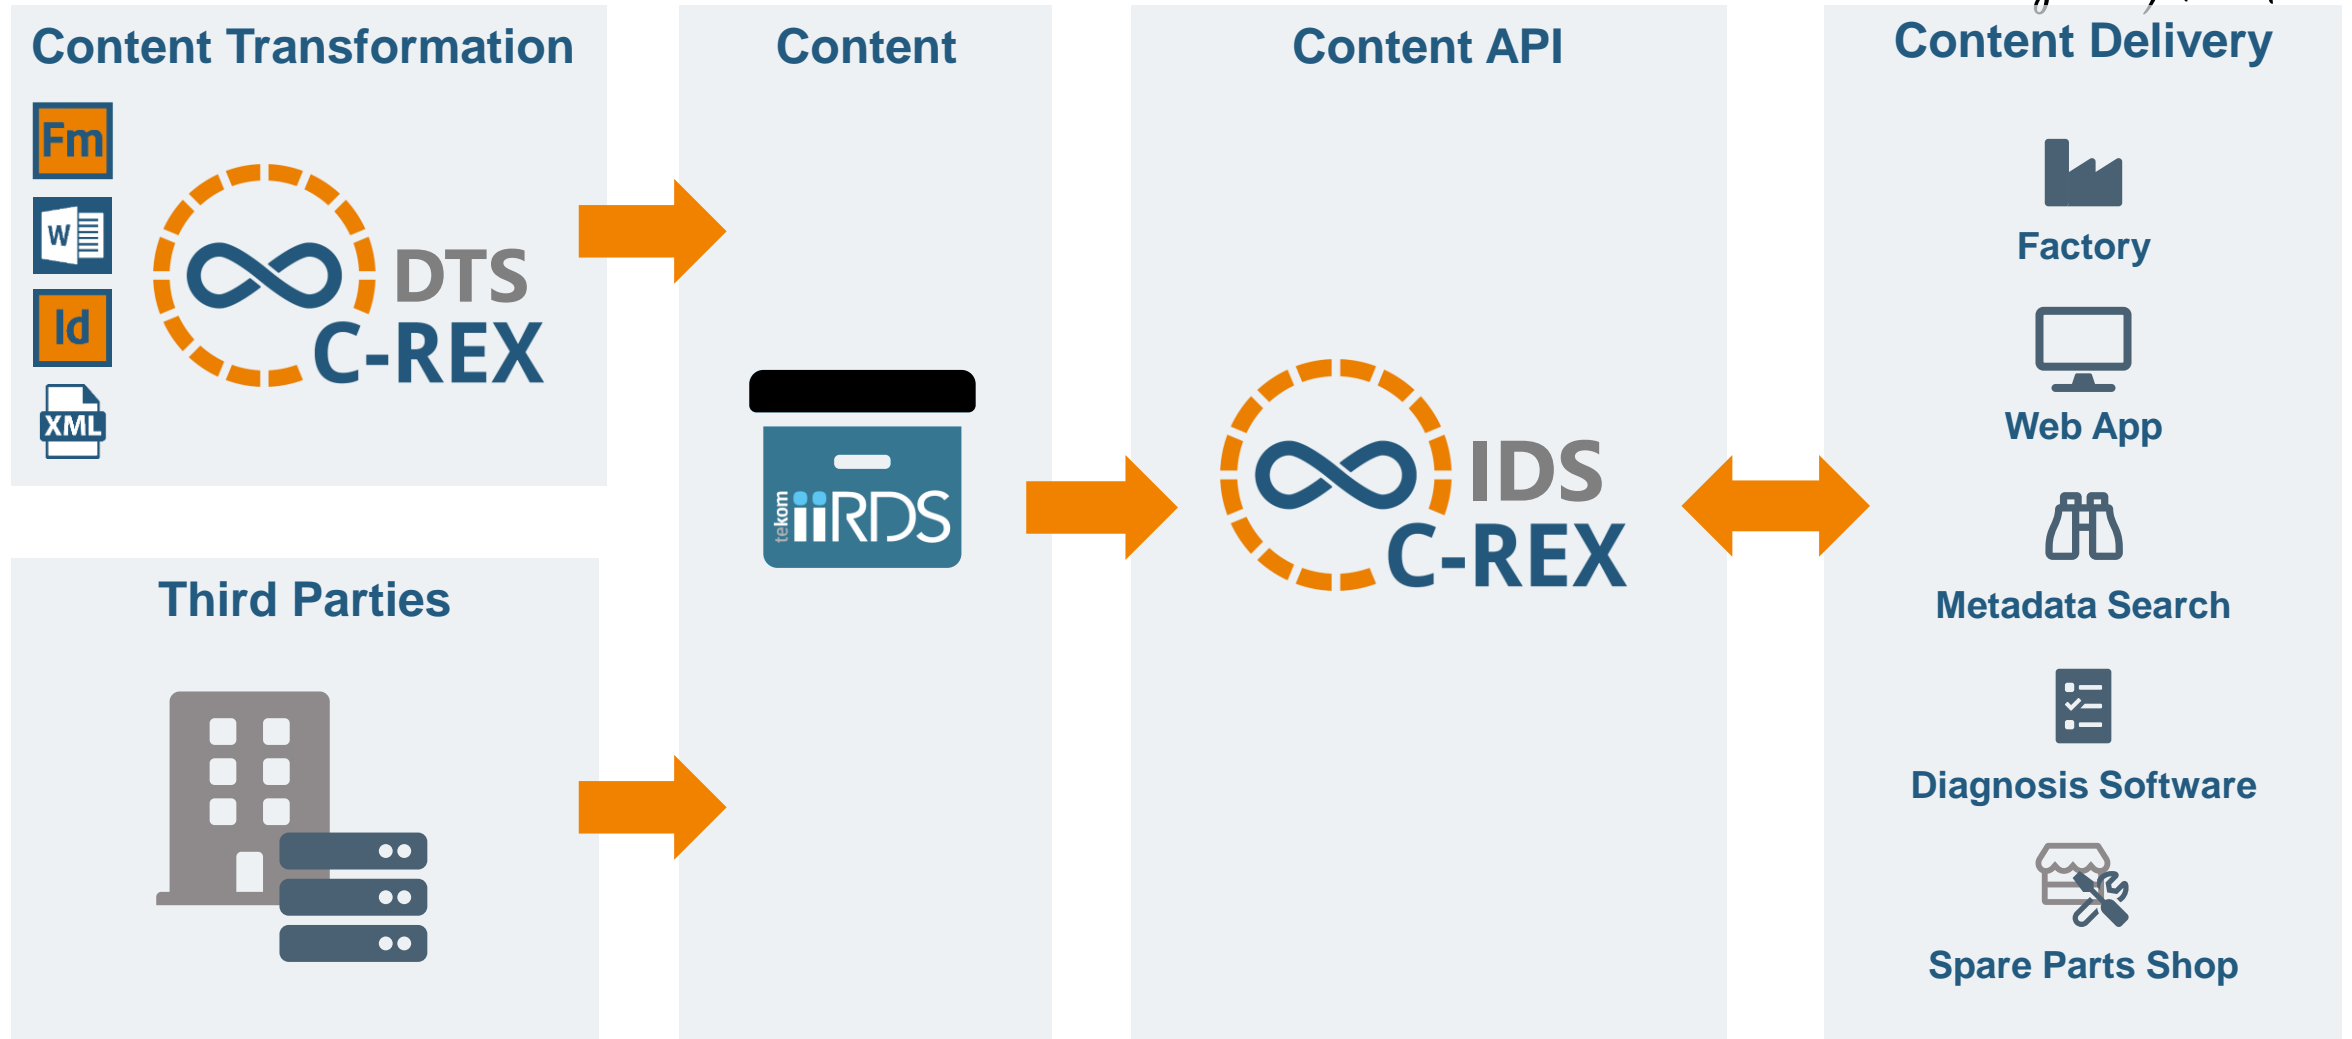 Content Transformation
Fm
W
Id
XML
DTS
C-REX
Third Parties
Content
tekom
iiRDS
Content API
IDS
C-REX
Content Delivery
Factory
Web App
Metadata Search
Diagnosis Software
Spare Parts Shop